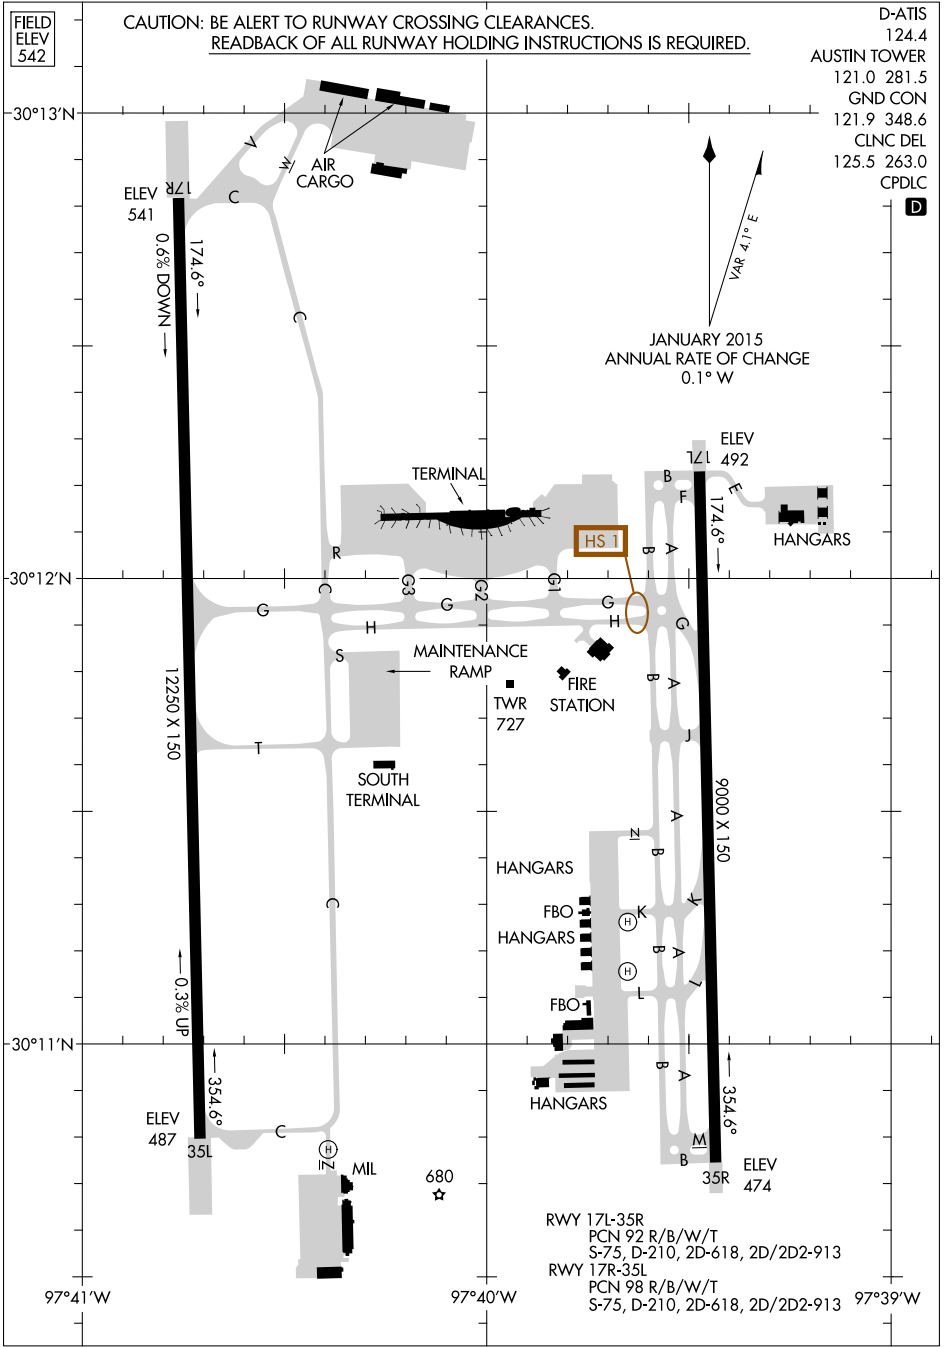 FIELD
ELEV
542
CAUTION: BE ALERT TO RUNWAY CROSSING CLEARANCES.
READBACK OF ALL RUNWAY HOLDING INSTRUCTIONS IS REQUIRED.
D-ATIS
124.4
AUSTIN TOWER
121.0 281.5
GND CON
121.9 348.6
CLNC DEL
125.5 263.0
CPDLC
D
30°13'N
V
W
AIR
CARGO
C
ELEV
541
17R
174.6°
0.6% DOWN
VAR 4.1° E
JANUARY 2015
ANNUAL RATE OF CHANGE
0.1° W
C
ELEV
492
17L
TERMINAL
B
F
E
174.6°
HANGARS
HS 1
R
B
A
30°12'N
C
G3
G2
G1
G
G
G
G
H
H
S
MAINTENANCE
RAMP
TWR
727
FIRE
STATION
B
A
12250 X 150
T
J
SOUTH
TERMINAL
9000 X 150
A
N
B
HANGARS
C
FBO
K
K
H
HANGARS
B
A
H
L
L
FBO
0.3% UP
30°11'N
B
A
354.6°
354.6°
HANGARS
ELEV
487
35L
C
H
Z
MIL
680
M
B
35R
ELEV
474
RWY 17L-35R
PCN 92 R/B/W/T
S-75, D-210, 2D-618, 2D/2D2-913
RWY 17R-35L
PCN 98 R/B/W/T
S-75, D-210, 2D-618, 2D/2D2-913
97°41'W
97°40'W
97°39'W